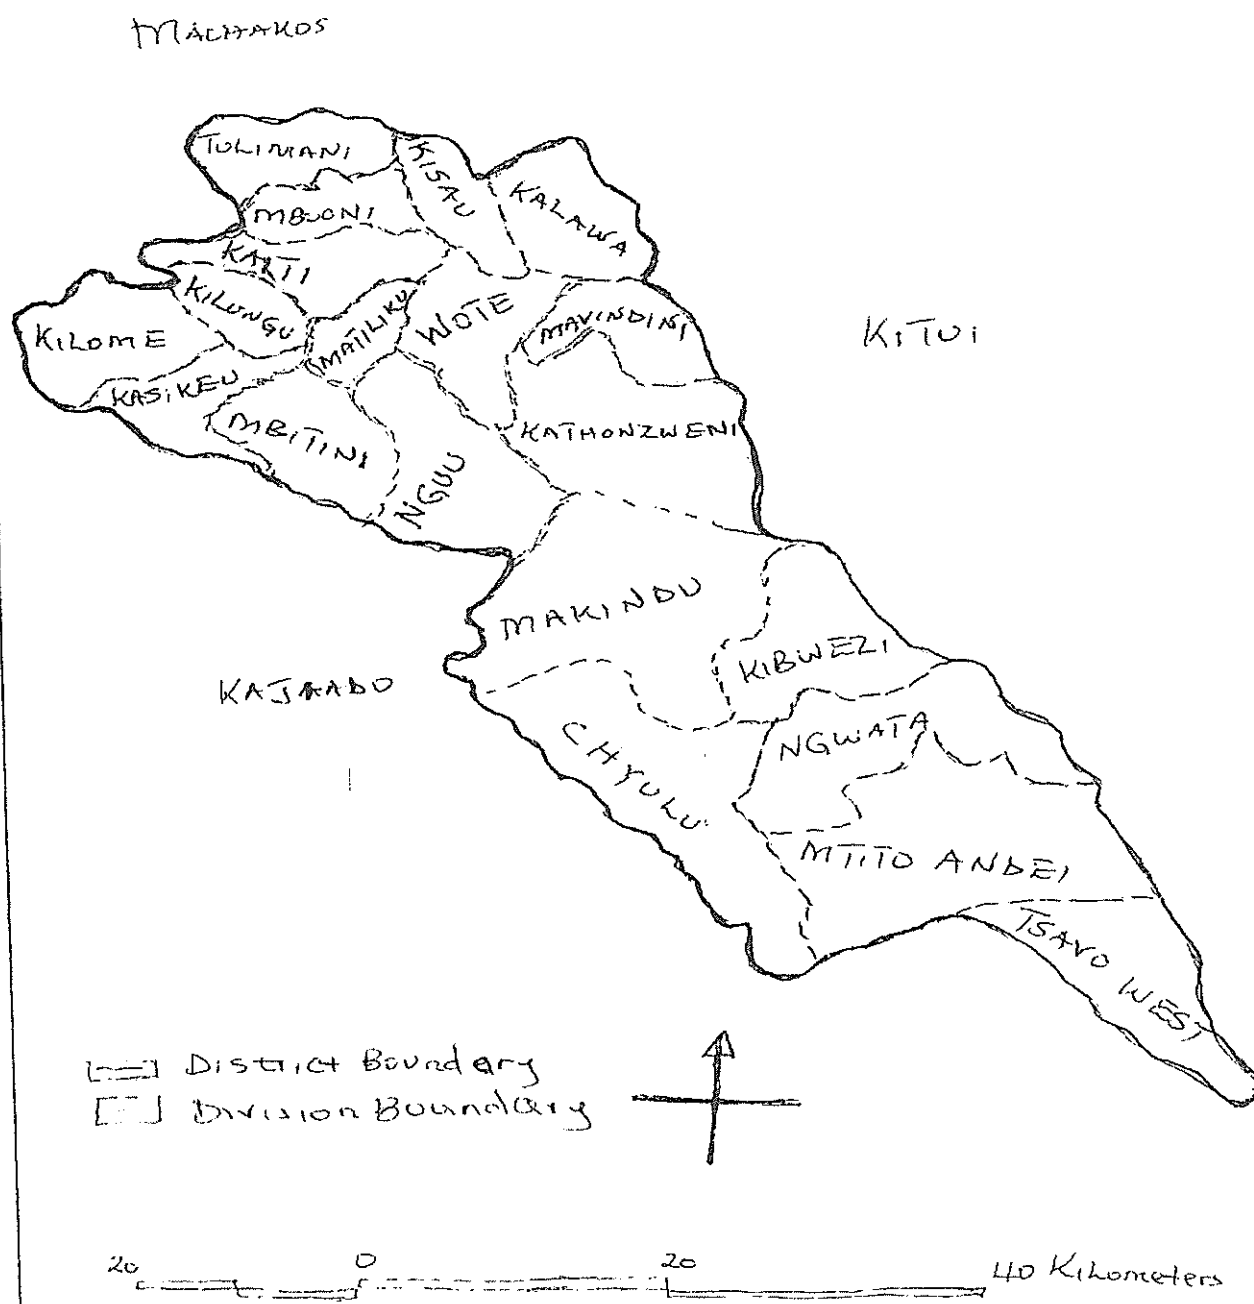 MACHAKOS
TULIMANI
KISAU
KALAWA
MBOONI
KAITI
KILUNGU
MATILIKU
WOTE
MAVINDINI
KITUI
KILOME
KASIKEU
MBITINI
NGUU
KATHONZWENI
MAKINDU
KIBWEZI
KAJIADO
CHYULU
NGWATA
MTITO ANDEI
TSAVO WEST
District Boundary
Division Boundary
20 0 20 40 Kilometers